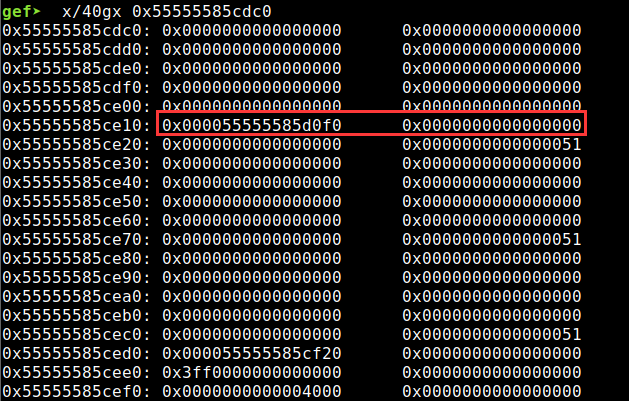 gef➤  x/40gx 0x55555585cdc0
0x55555585cdc0: 0x0000000000000000 0x0000000000000000
0x55555585cdd0: 0x0000000000000000 0x0000000000000000
0x55555585cde0: 0x0000000000000000 0x0000000000000000
0x55555585cdf0: 0x0000000000000000 0x0000000000000000
0x55555585ce00: 0x0000000000000000 0x0000000000000000
0x55555585ce10: 0x000055555585d0f0 0x0000000000000000
0x55555585ce20: 0x0000000000000000 0x0000000000000051
0x55555585ce30: 0x0000000000000000 0x0000000000000000
0x55555585ce40: 0x0000000000000000 0x0000000000000000
0x55555585ce50: 0x0000000000000000 0x0000000000000000
0x55555585ce60: 0x0000000000000000 0x0000000000000000
0x55555585ce70: 0x0000000000000000 0x0000000000000051
0x55555585ce80: 0x0000000000000000 0x0000000000000000
0x55555585ce90: 0x0000000000000000 0x0000000000000000
0x55555585cea0: 0x0000000000000000 0x0000000000000000
0x55555585ceb0: 0x0000000000000000 0x0000000000000000
0x55555585cec0: 0x0000000000000000 0x0000000000000051
0x55555585ced0: 0x000055555585cf20 0x0000000000000000
0x55555585cee0: 0x3ff0000000000000 0x0000000000000000
0x55555585cef0: 0x0000000000004000 0x0000000000000000